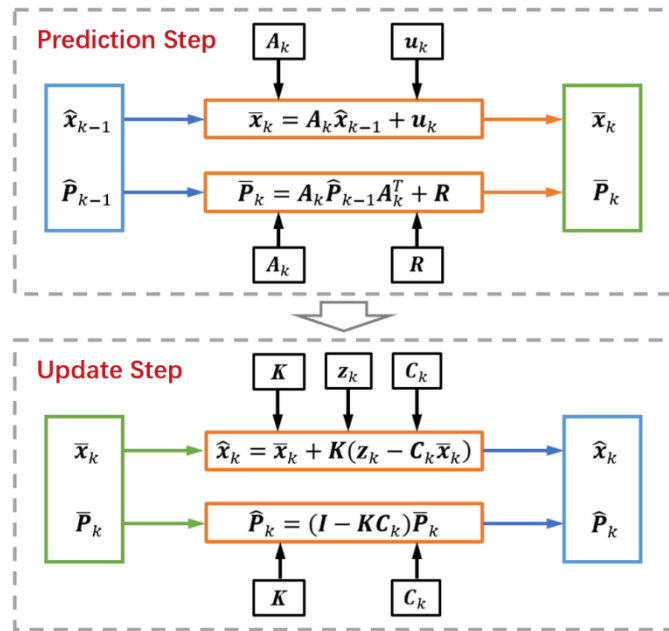 Prediction Step
A_k
u_k
x̂_{k-1}
x̄_k = A_k x̂_{k-1} + u_k
x̄_k
P̂_{k-1}
P̄_k = A_k P̂_{k-1} A_k^T + R
P̄_k
A_k
R
Update Step
K
z_k
C_k
x̄_k
x̂_k = x̄_k + K(z_k − C_k x̄_k)
x̂_k
P̄_k
P̂_k = (I − KC_k)P̄_k
P̂_k
K
C_k